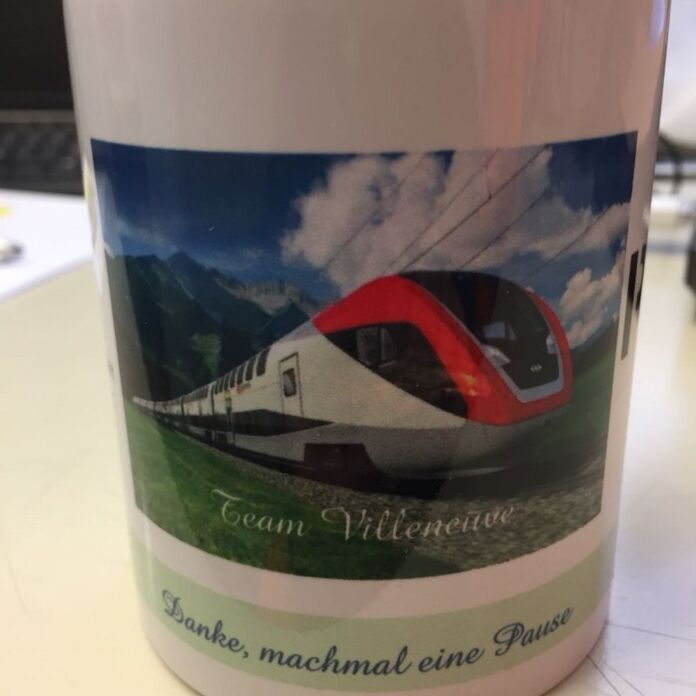 Team Villeneuve
Danke, machmal eine Pause